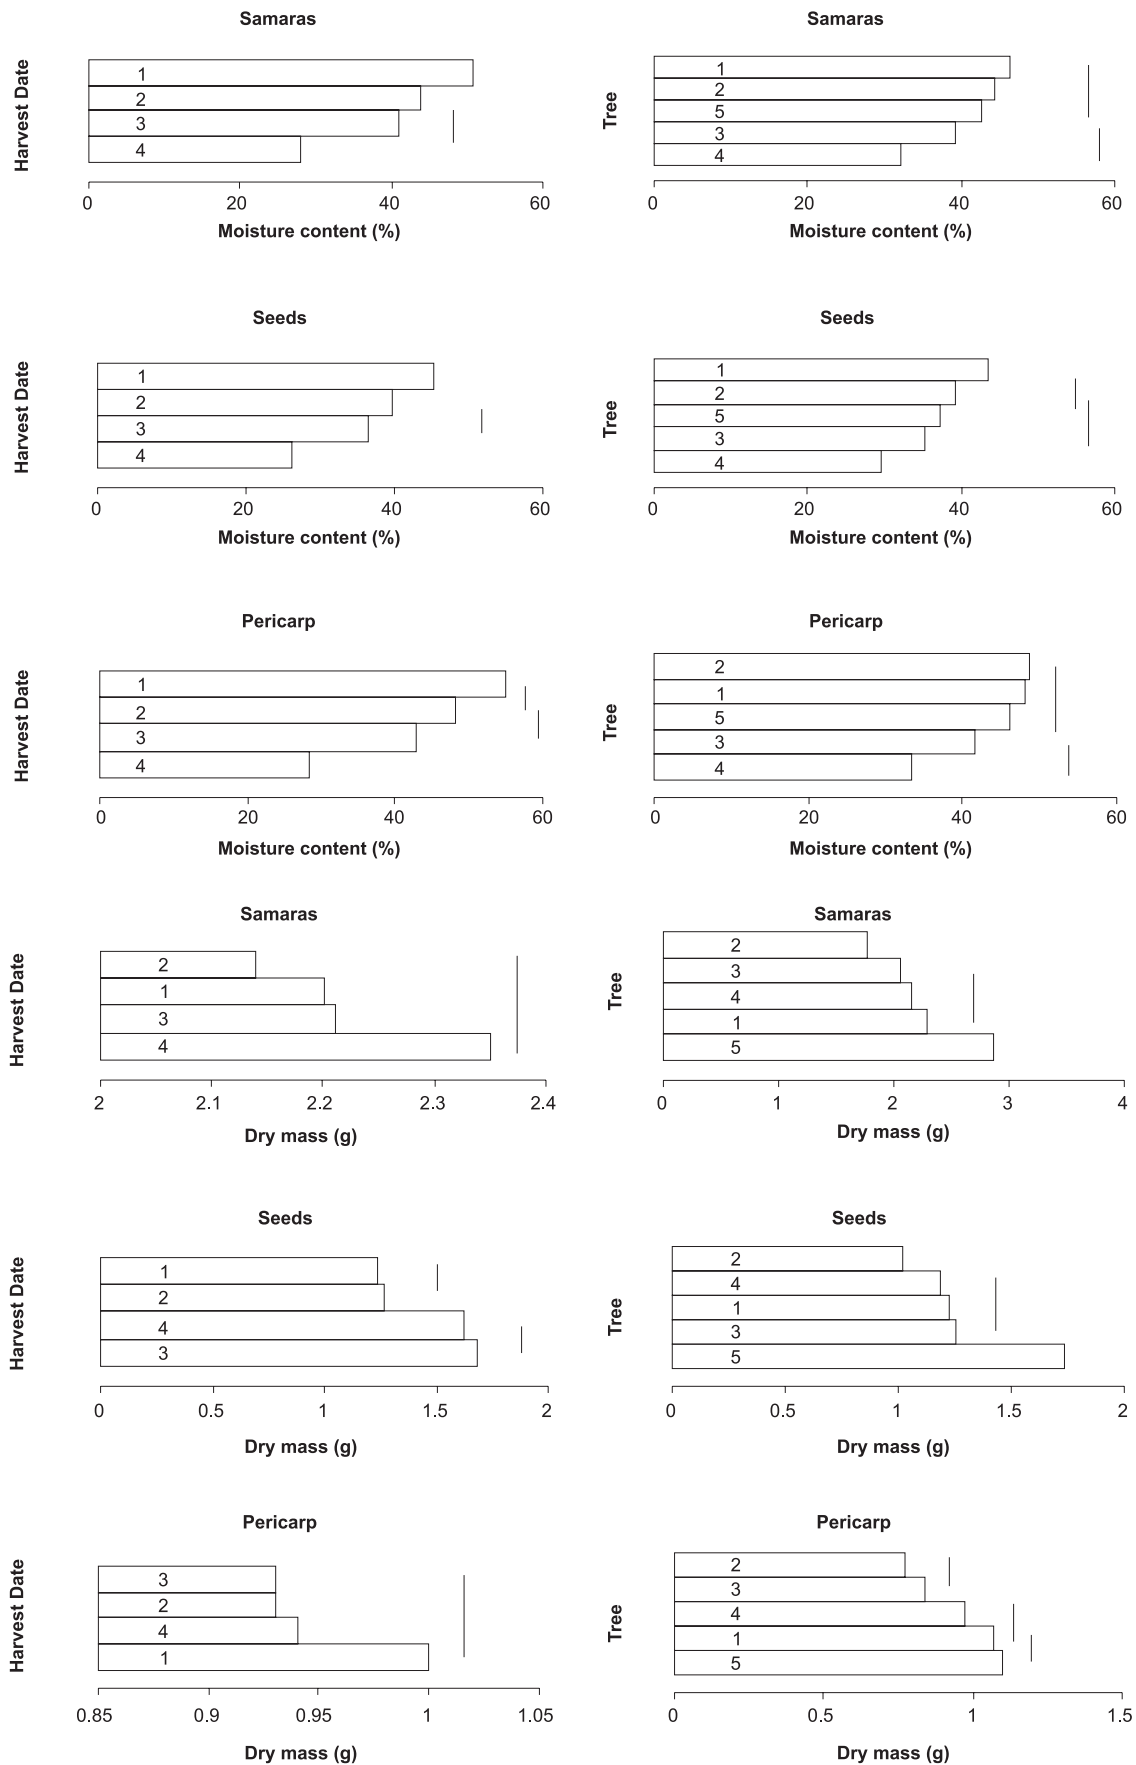 Samaras
Harvest Date
1
2
3
4
0 20 40 60
Moisture content (%)
Samaras
Tree
1
2
5
3
4
0 20 40 60
Moisture content (%)
Seeds
Harvest Date
1
2
3
4
0 20 40 60
Moisture content (%)
Seeds
Tree
1
2
5
3
4
0 20 40 60
Moisture content (%)
Pericarp
Harvest Date
1
2
3
4
0 20 40 60
Moisture content (%)
Pericarp
Tree
2
1
5
3
4
0 20 40 60
Moisture content (%)
Samaras
Harvest Date
2
1
3
4
2 2.1 2.2 2.3 2.4
Dry mass (g)
Samaras
Tree
2
3
4
1
5
0 1 2 3 4
Dry mass (g)
Seeds
Harvest Date
1
2
4
3
0 0.5 1 1.5 2
Dry mass (g)
Seeds
Tree
2
4
1
3
5
0 0.5 1 1.5 2
Dry mass (g)
Pericarp
Harvest Date
3
2
4
1
0.85 0.9 0.95 1 1.05
Dry mass (g)
Pericarp
Tree
2
3
4
1
5
0 0.5 1 1.5
Dry mass (g)